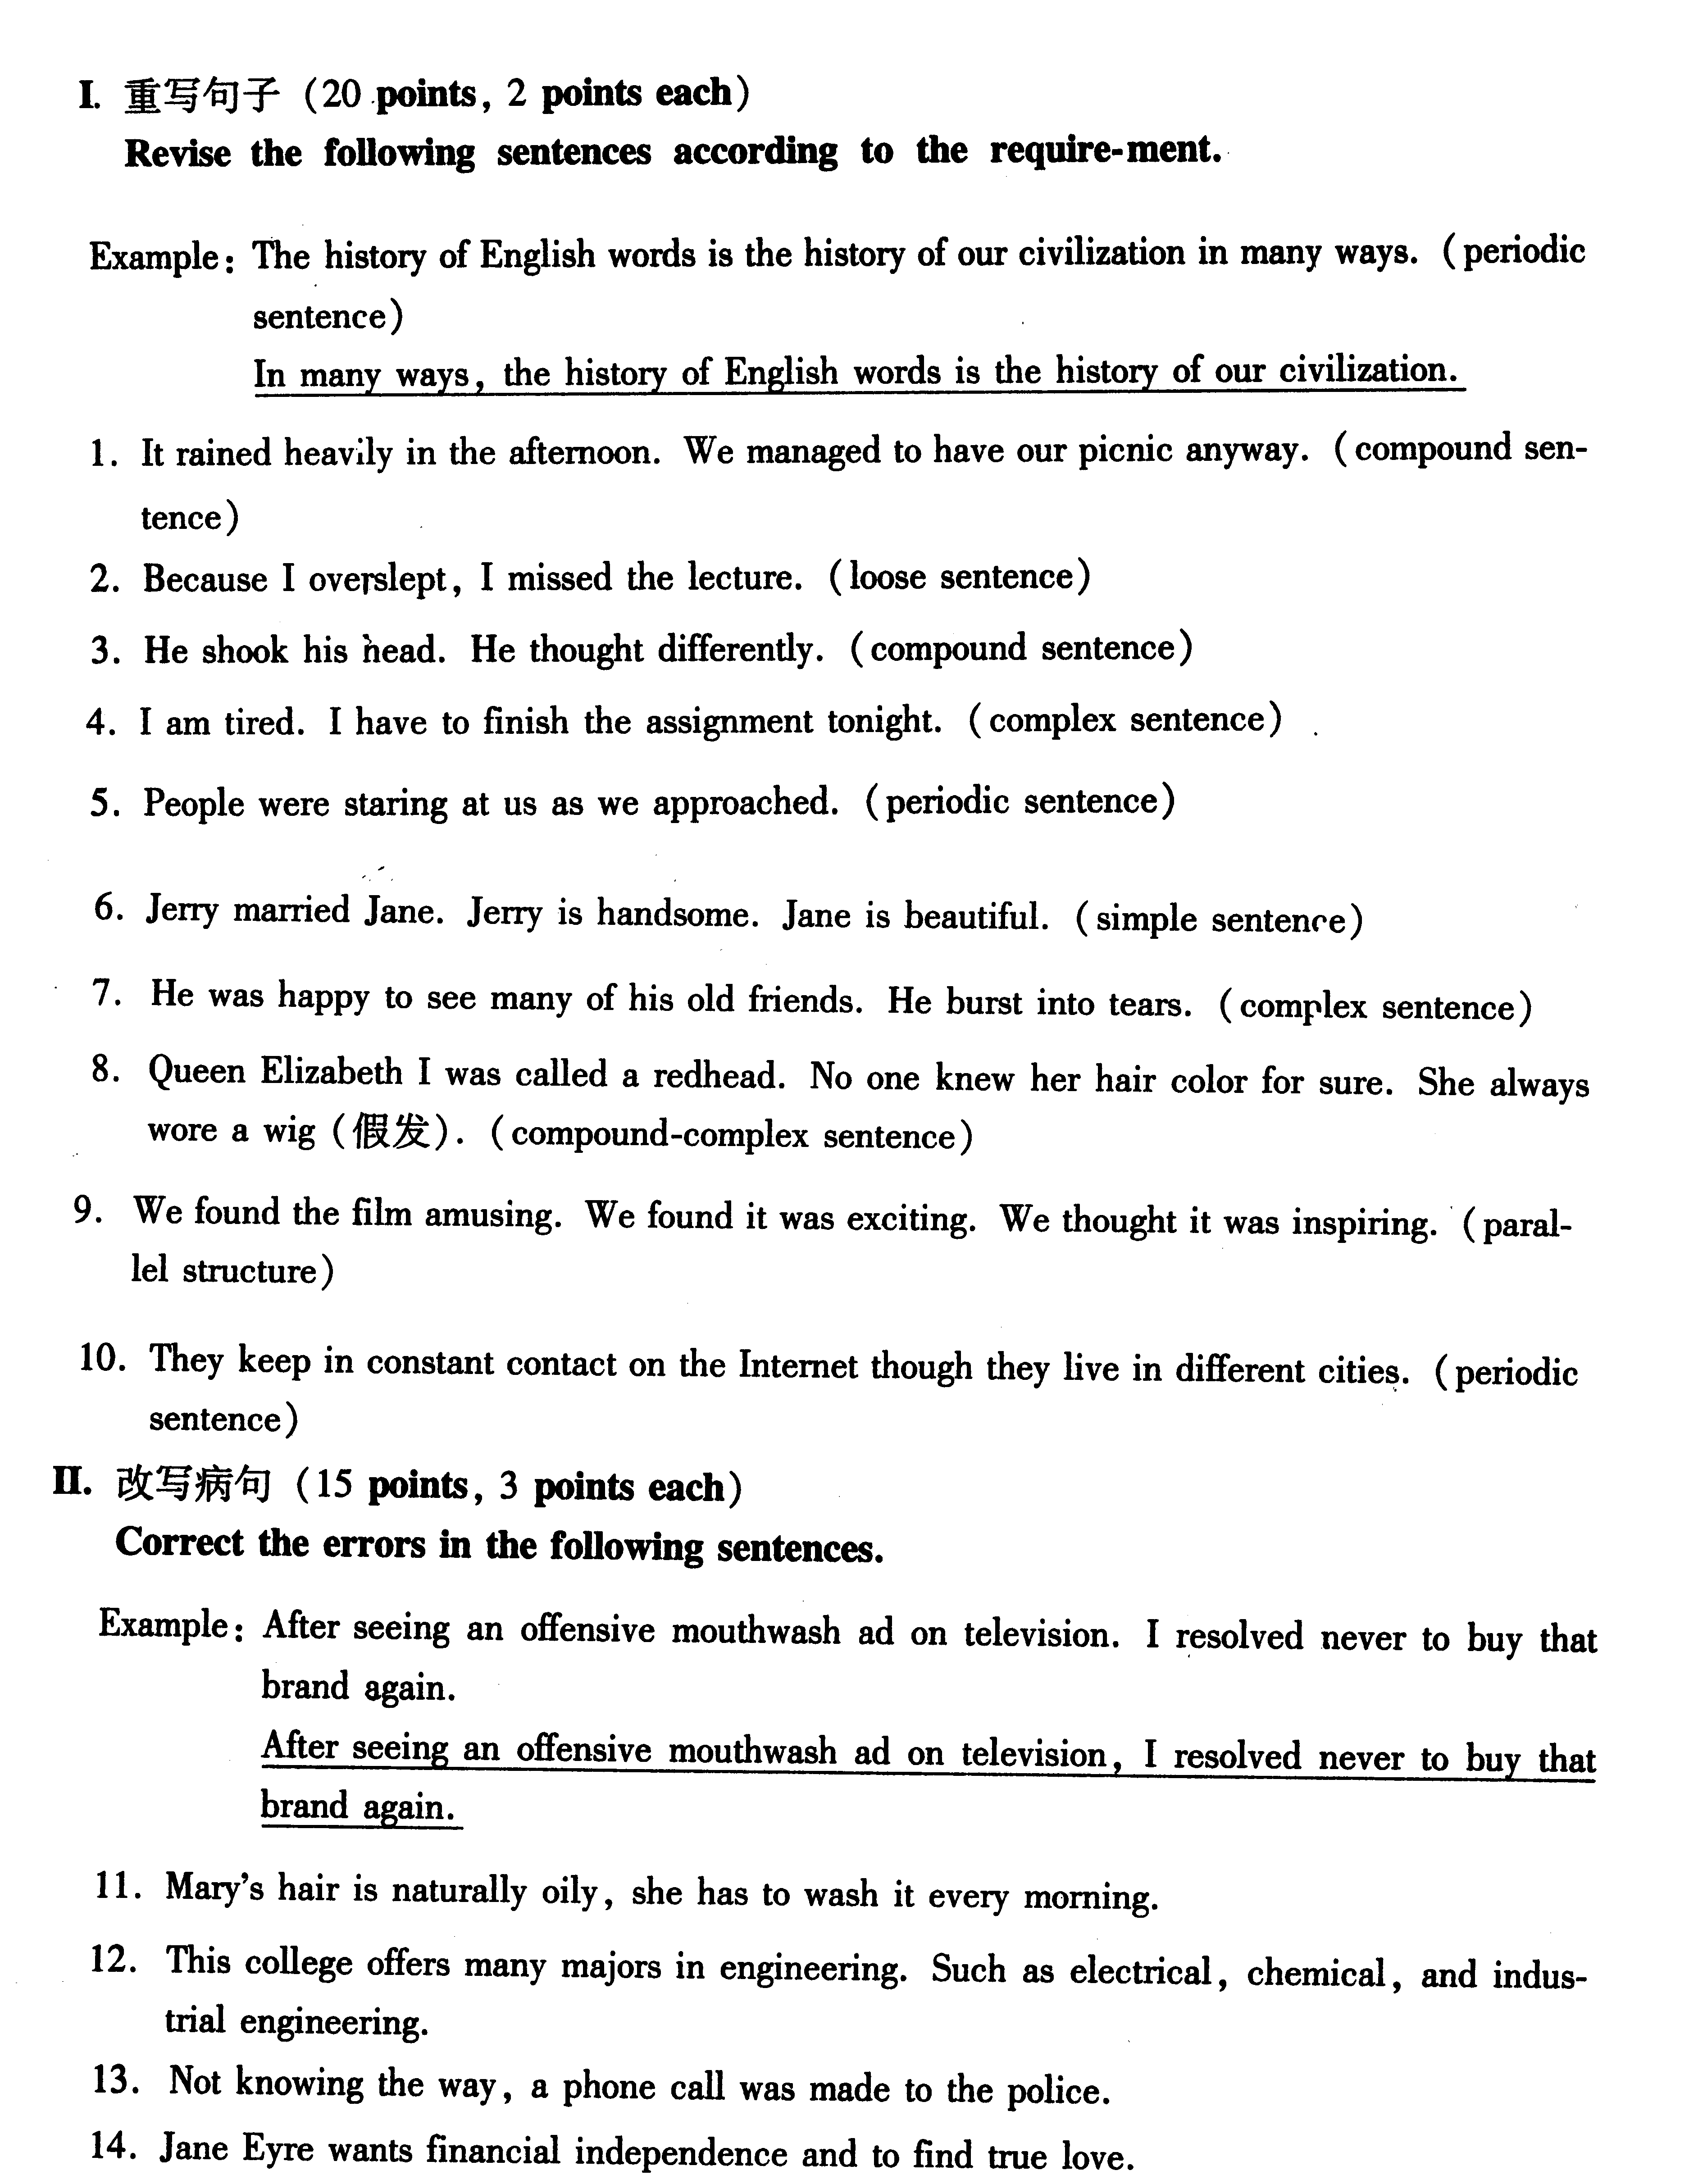 I. 重写句子 (20 points, 2 points each)
Revise the following sentences according to the require-ment.
Example: The history of English words is the history of our civilization in many ways. (periodic
sentence)
In many ways, the history of English words is the history of our civilization.
1. It rained heavily in the afternoon. We managed to have our picnic anyway. (compound sen-
tence)
2. Because I overslept, I missed the lecture. (loose sentence)
3. He shook his head. He thought differently. (compound sentence)
4. I am tired. I have to finish the assignment tonight. (complex sentence)
5. People were staring at us as we approached. (periodic sentence)
6. Jerry married Jane. Jerry is handsome. Jane is beautiful. (simple sentence)
7. He was happy to see many of his old friends. He burst into tears. (complex sentence)
8. Queen Elizabeth I was called a redhead. No one knew her hair color for sure. She always
wore a wig (假发). (compound-complex sentence)
9. We found the film amusing. We found it was exciting. We thought it was inspiring. (paral-
lel structure)
10. They keep in constant contact on the Internet though they live in different cities. (periodic
sentence)
II. 改写病句 (15 points, 3 points each)
Correct the errors in the following sentences.
Example: After seeing an offensive mouthwash ad on television. I resolved never to buy that
brand again.
After seeing an offensive mouthwash ad on television, I resolved never to buy that
brand again.
11. Mary's hair is naturally oily, she has to wash it every morning.
12. This college offers many majors in engineering. Such as electrical, chemical, and indus-
trial engineering.
13. Not knowing the way, a phone call was made to the police.
14. Jane Eyre wants financial independence and to find true love.